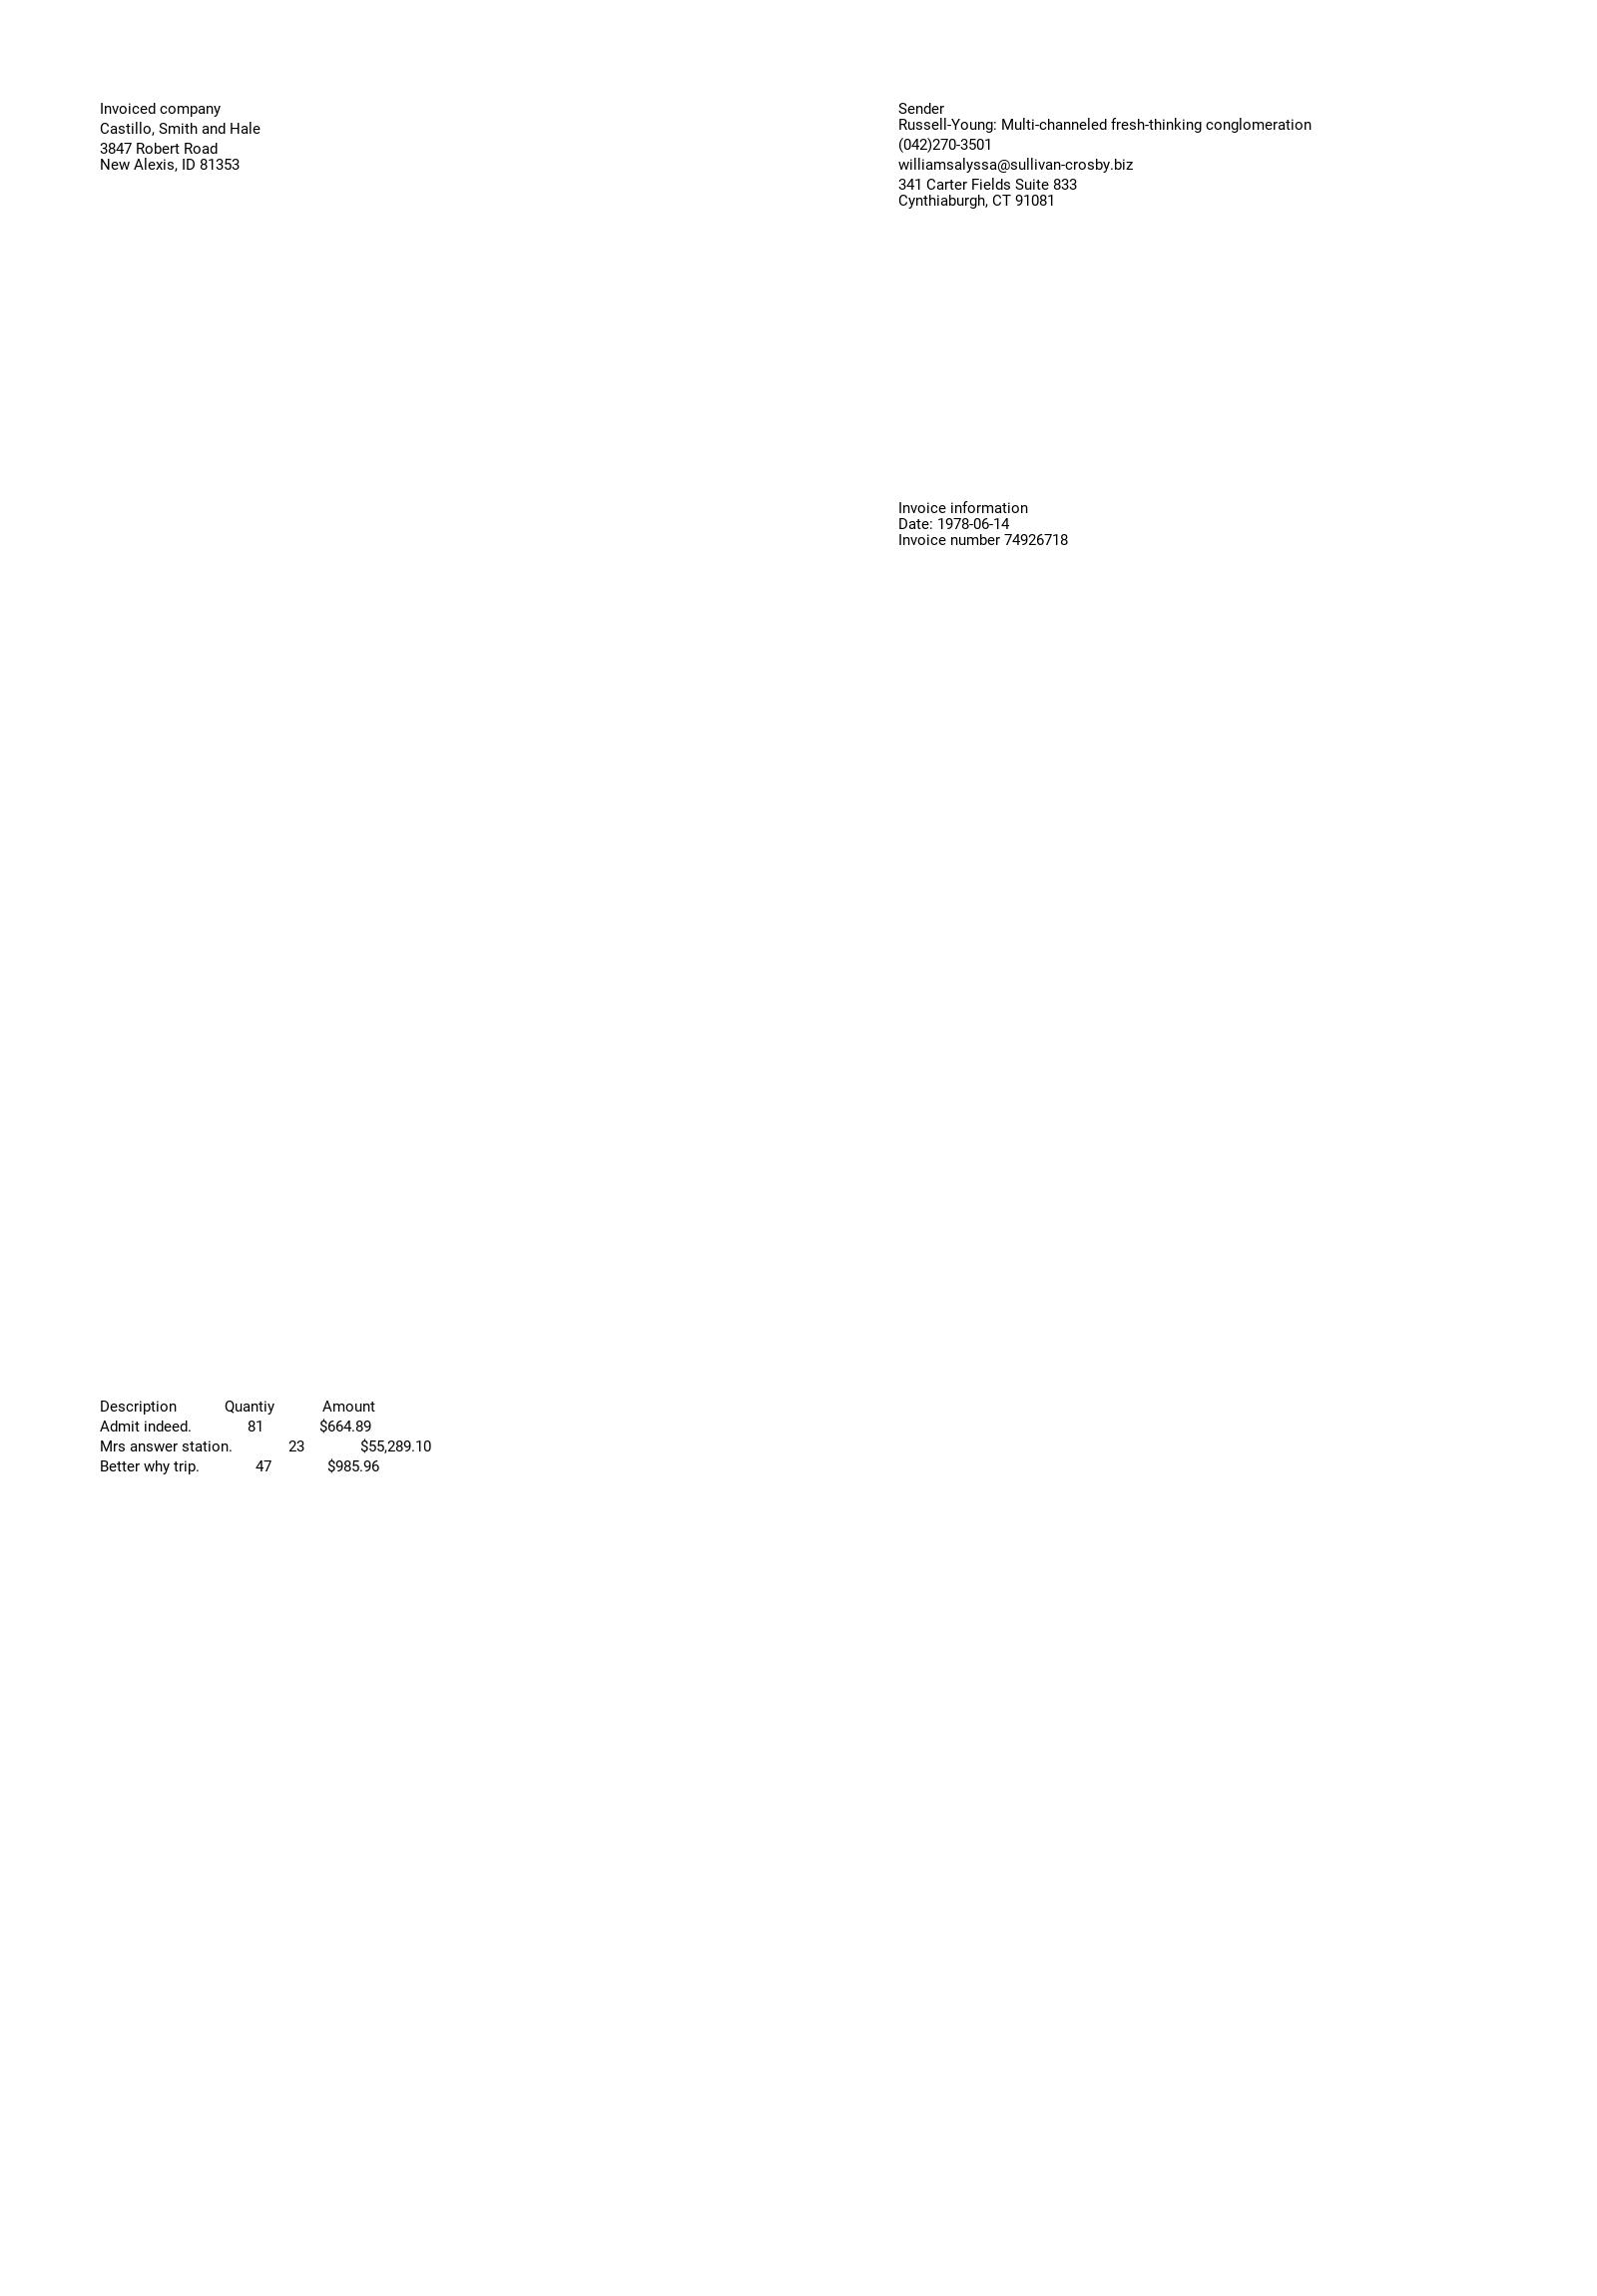 Invoiced company
Castillo, Smith and Hale
3847 Robert Road
New Alexis, ID 81353
Sender
Russell-Young: Multi-channeled fresh-thinking conglomeration
(042)270-3501
williamsalyssa@sullivan-crosby.biz
341 Carter Fields Suite 833
Cynthiaburgh, CT 91081
Invoice information
Date: 1978-06-14
Invoice number 74926718
Description Quantiy Amount
Admit indeed. 81 $664.89
Mrs answer station. 23 $55,289.10
Better why trip. 47 $985.96